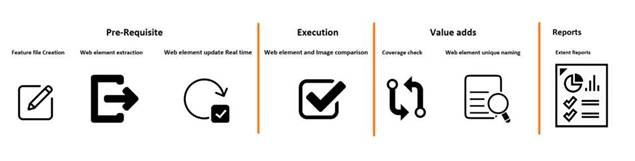 Pre-Requisite
Execution
Value adds
Reports
Feature file Creation
Web element extraction
Web element update Real time
Web element and Image comparison
Coverage check
Web element unique naming
Extent Reports